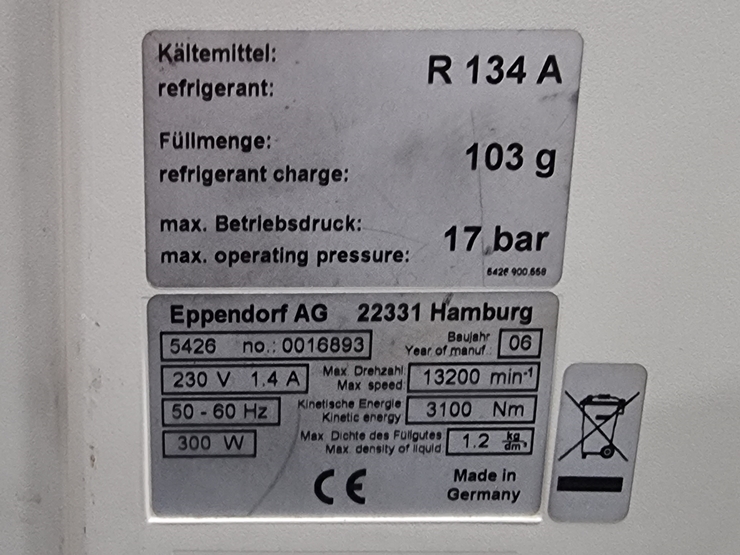 Kältemittel:
refrigerant: R 134 A
Füllmenge:
refrigerant charge: 103 g
max. Betriebsdruck:
max. operating pressure: 17 bar
5426 900.558
Eppendorf AG 22331 Hamburg
5426 no.: 0016893 Baujahr
Year of manuf. 06
230 V 1.4 A Max Drehzahl
Max speed: 13200 min-1
50 - 60 Hz Kinetische Energie
Kinetic energy 3100 Nm
300 W Max. Dichte des Füllgutes
Max. density of liquid 1.2 kg/dm³
CE Made in
Germany